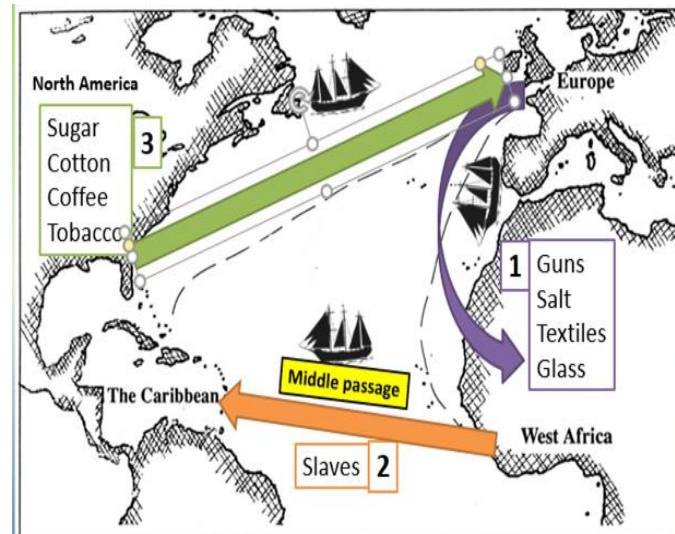 North America
Europe
Sugar
Cotton
Coffee
Tobacco
3
1
Guns
Salt
Textiles
Glass
Middle passage
The Caribbean
West Africa
Slaves
2